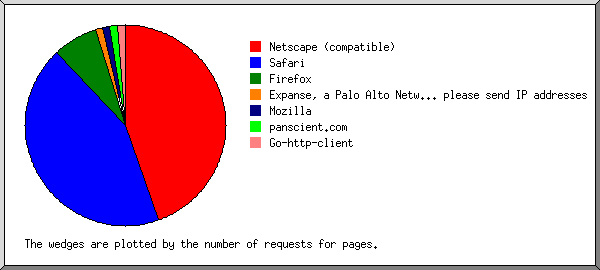 Netscape (compatible)
Safari
Firefox
Expanse, a Palo Alto Netw... please send IP addresses
Mozilla
panscient.com
Go-http-client
The wedges are plotted by the number of requests for pages.